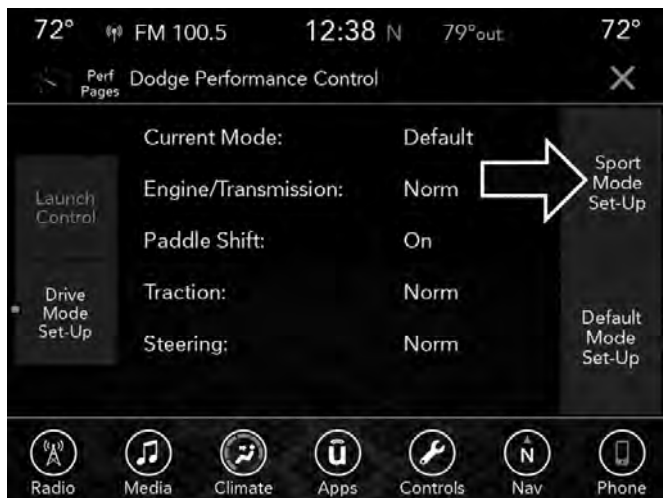 72° FM 100.5 12:38 N 79°out 72°
Perf
Pages
Dodge Performance Control
Current Mode: Default
Engine/Transmission: Norm
Paddle Shift: On
Traction: Norm
Steering: Norm
Launch
Control
Drive
Mode
Set-Up
Sport
Mode
Set-Up
Default
Mode
Set-Up
Radio Media ū Climate Apps Controls N Nav Phone